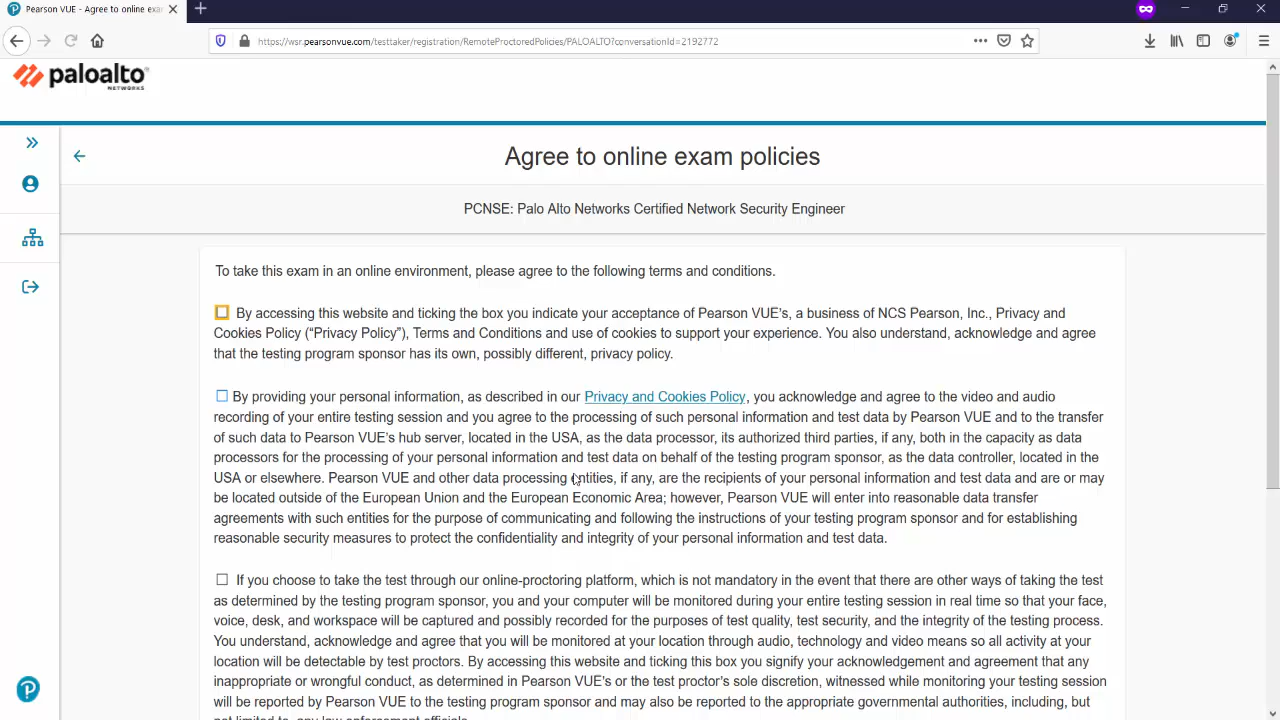 Pearson VUE - Agree to online exa
https://wsr.pearsonvue.com/testtaker/registration/RemoteProctoredPolicies/PALOALTO?conversationId=2192772
paloalto
NETWORKS
Agree to online exam policies
PCNSE: Palo Alto Networks Certified Network Security Engineer
To take this exam in an online environment, please agree to the following terms and conditions.
By accessing this website and ticking the box you indicate your acceptance of Pearson VUE's, a business of NCS Pearson, Inc., Privacy and
Cookies Policy (“Privacy Policy”), Terms and Conditions and use of cookies to support your experience. You also understand, acknowledge and agree
that the testing program sponsor has its own, possibly different, privacy policy.
By providing your personal information, as described in our Privacy and Cookies Policy, you acknowledge and agree to the video and audio
recording of your entire testing session and you agree to the processing of such personal information and test data by Pearson VUE and to the transfer
of such data to Pearson VUE's hub server, located in the USA, as the data processor, its authorized third parties, if any, both in the capacity as data
processors for the processing of your personal information and test data on behalf of the testing program sponsor, as the data controller, located in the
USA or elsewhere. Pearson VUE and other data processing entities, if any, are the recipients of your personal information and test data and are or may
be located outside of the European Union and the European Economic Area; however, Pearson VUE will enter into reasonable data transfer
agreements with such entities for the purpose of communicating and following the instructions of your testing program sponsor and for establishing
reasonable security measures to protect the confidentiality and integrity of your personal information and test data.
If you choose to take the test through our online-proctoring platform, which is not mandatory in the event that there are other ways of taking the test
as determined by the testing program sponsor, you and your computer will be monitored during your entire testing session in real time so that your face,
voice, desk, and workspace will be captured and possibly recorded for the purposes of test quality, test security, and the integrity of the testing process.
You understand, acknowledge and agree that you will be monitored at your location through audio, technology and video means so all activity at your
location will be detectable by test proctors. By accessing this website and ticking this box you signify your acknowledgement and agreement that any
inappropriate or wrongful conduct, as determined in Pearson VUE's or the test proctor's sole discretion, witnessed while monitoring your testing session
will be reported by Pearson VUE to the testing program sponsor and may also be reported to the appropriate governmental authorities, including, but
not limited to, any law enforcement officials.